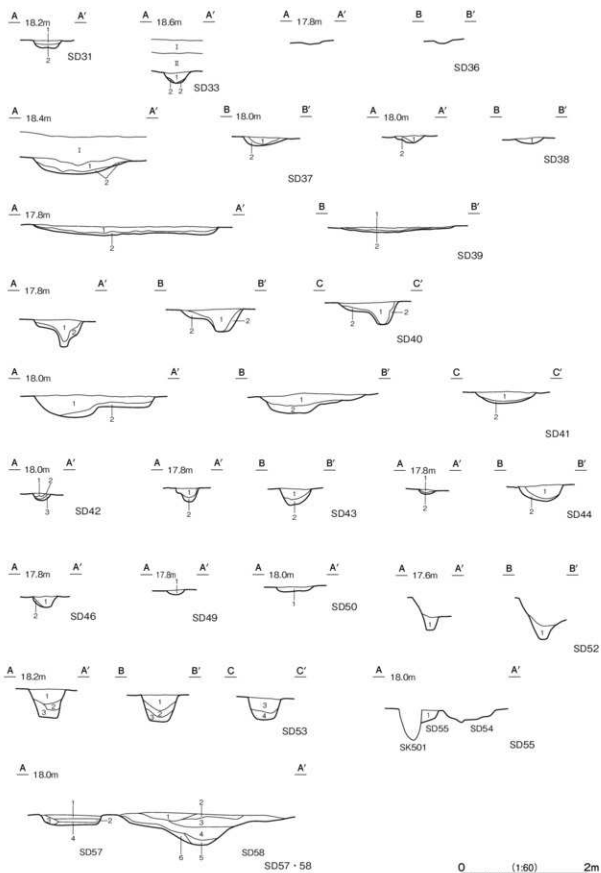 A 18.2m A′
1
2
SD31
A 18.6m A′
I
II
1
2 2
SD33
A 17.8m A′
B B′
SD36
A 18.4m A′
I
1
2
B 18.0m B′
1
2
SD37
A 18.0m A′
1
2
B B′
1
SD38
A 17.8m A′
1
2
B B′
1
2
SD39
A 17.8m A′
1
2
B B′
1
2 2
C C′
1
2 2
SD40
A 18.0m A′
1
2
B B′
1
2
C C′
1
2
SD41
A 18.0m A′
1 2
3
SD42
A 17.8m A′
1
2
B B′
1
2
SD43
A 17.8m A′
1
2
B B′
1
2
SD44
A 17.8m A′
1
2
SD46
A 17.8m A′
1
SD49
A 18.0m A′
1
SD50
A 17.6m A′
1
B B′
1
SD52
A 18.2m A′
1
2
3
B B′
1
2
3
C C′
3
4
SD53
A 18.0m A′
1
SD55 SD54
SK501
SD55
A 18.0m A′
1
3 2
4
SD57
2
1
3
4
6 5
SD58
SD57・58
0 (1:60) 2m